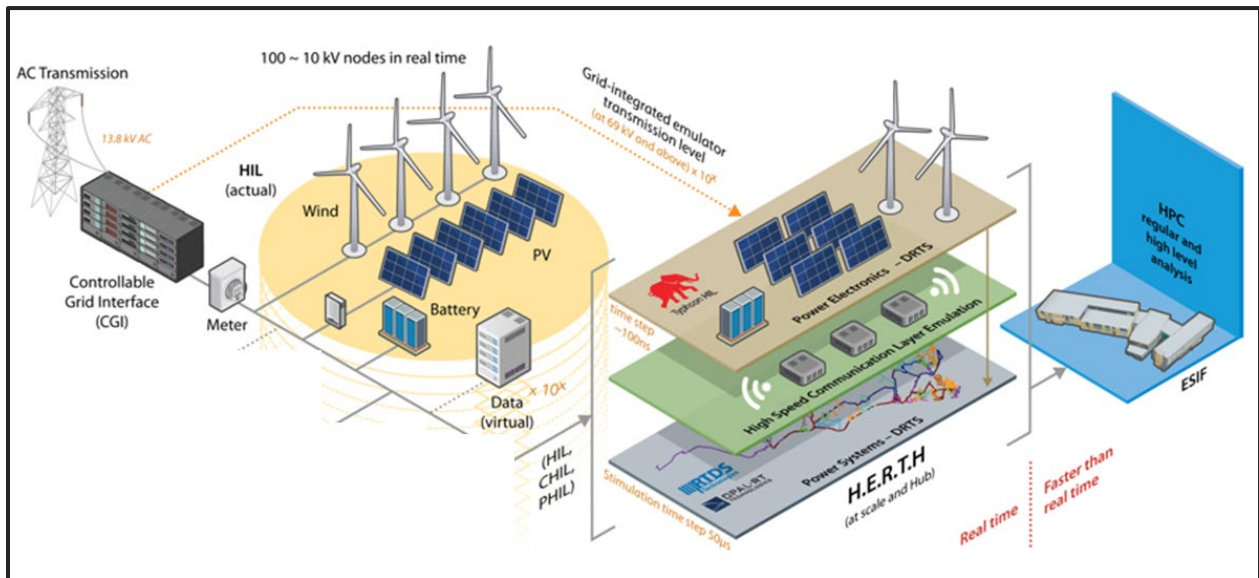 AC Transmission
13.8 kV AC
Controllable
Grid Interface
(CGI)
Meter
100 ~ 10 kV nodes in real time
HIL
(actual)
Wind
PV
Battery
Data
(virtual)
x 10ˣ
(HIL,
CHIL,
PHIL)
Grid-integrated emulator
transmission level
(at 69 kV and above) x 10ˣ
Typhoon HIL
Power Electronics – DRTS
time step
~100ns
High Speed Communication Layer Emulation
Power Systems – DRTS
RTDS
Technologies
OPAL-RT
TECHNOLOGIES
Stimulation time step 50µs
H.E.R.T.H
(at scale and Hub)
HPC
regular and
high level
analysis
ESIF
Real time
Faster than
real time